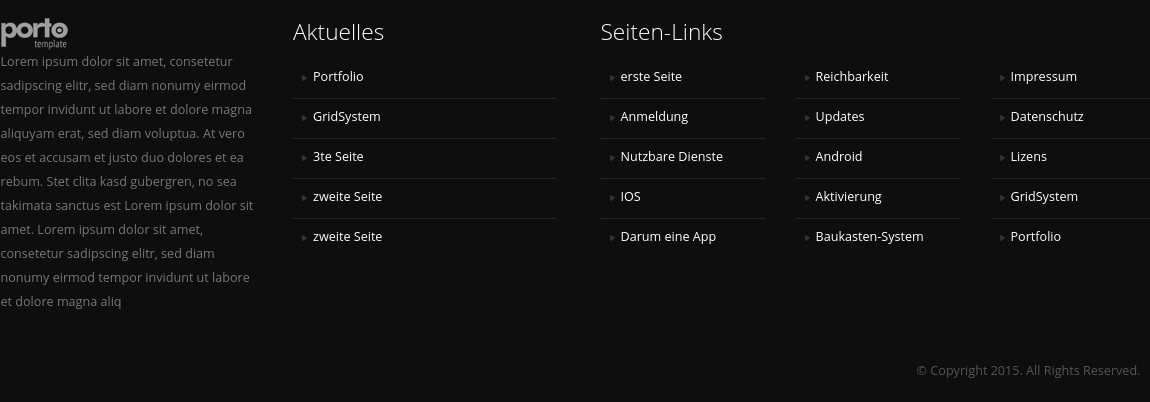 porto
template
Lorem ipsum dolor sit amet, consetetur
sadipscing elitr, sed diam nonumy eirmod
tempor invidunt ut labore et dolore magna
aliquyam erat, sed diam voluptua. At vero
eos et accusam et justo duo dolores et ea
rebum. Stet clita kasd gubergren, no sea
takimata sanctus est Lorem ipsum dolor sit
amet. Lorem ipsum dolor sit amet,
consetetur sadipscing elitr, sed diam
nonumy eirmod tempor invidunt ut labore
et dolore magna aliq
Aktuelles
Portfolio
GridSystem
3te Seite
zweite Seite
zweite Seite
Seiten-Links
erste Seite
Anmeldung
Nutzbare Dienste
IOS
Darum eine App
Reichbarkeit
Updates
Android
Aktivierung
Baukasten-System
Impressum
Datenschutz
Lizens
GridSystem
Portfolio
© Copyright 2015. All Rights Reserved.